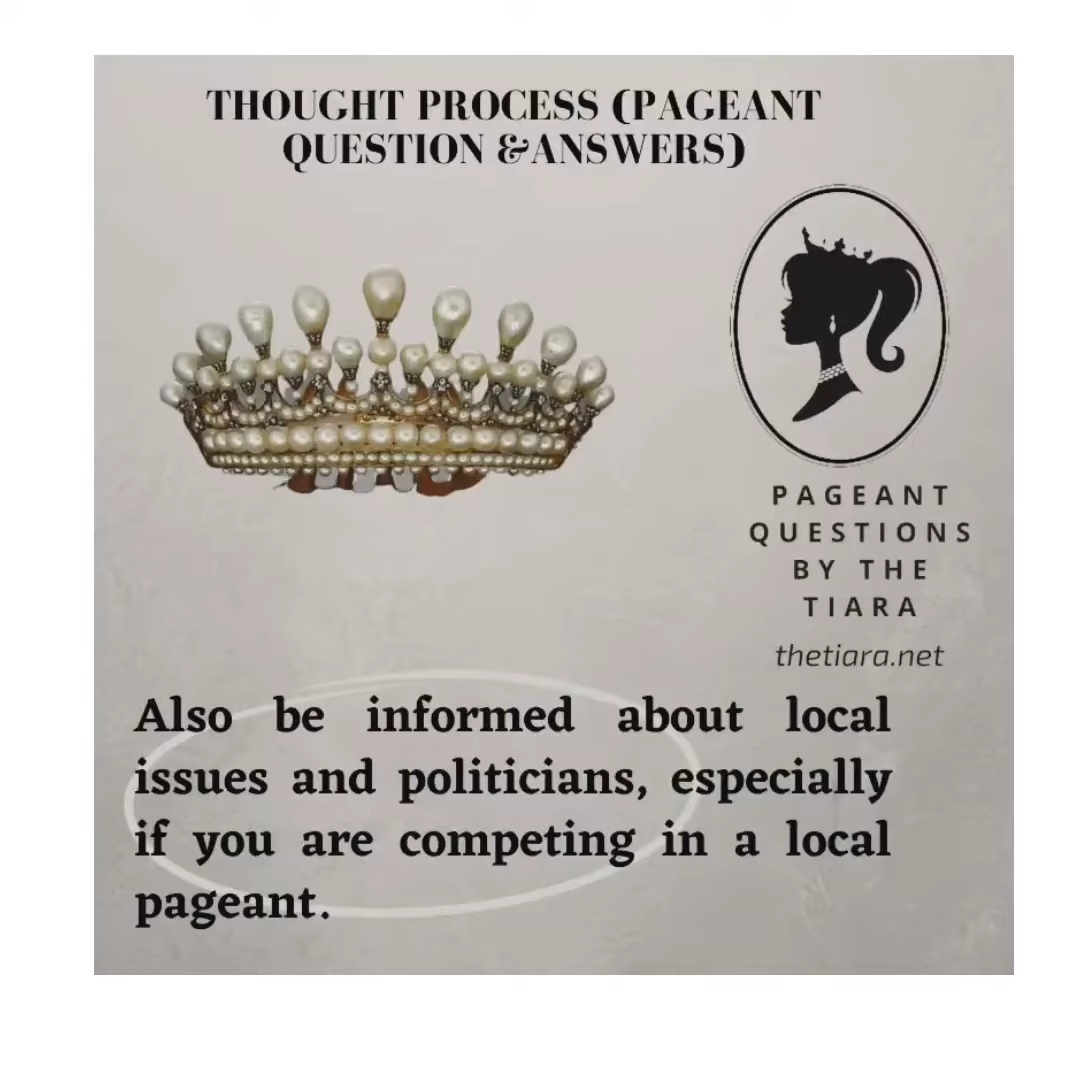 THOUGHT PROCESS (PAGEANT
QUESTION &ANSWERS)
PAGEANT
QUESTIONS
BY THE
TIARA
thetiara.net
Also be informed about local
issues and politicians, especially
if you are competing in a local
pageant.